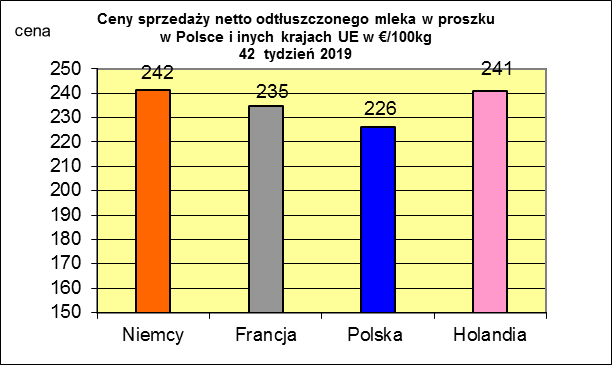 Ceny sprzedaży netto odtłuszczonego mleka w proszku
w Polsce i inych krajach UE w €/100kg
42 tydzień 2019
cena
250
240
230
220
210
200
190
180
170
160
150
242
235
226
241
Niemcy
Francja
Polska
Holandia